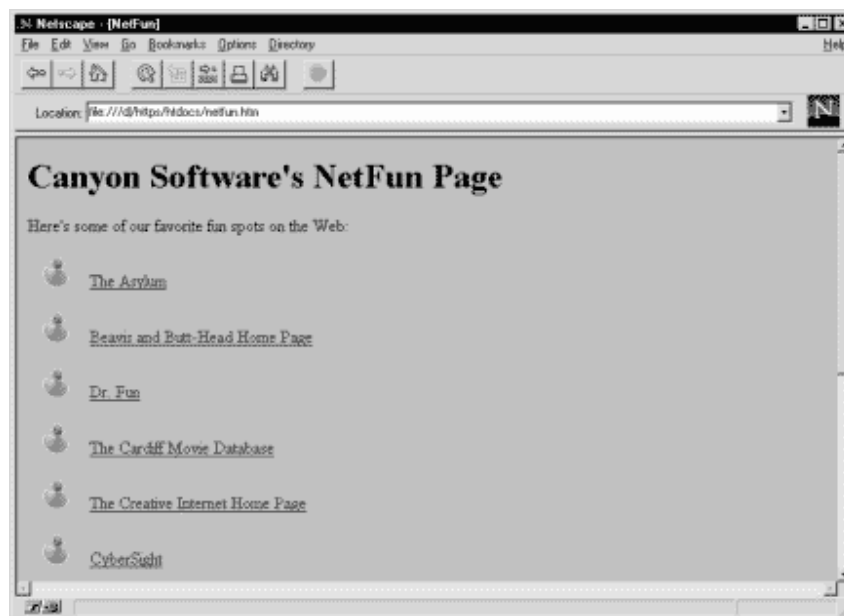 Netscape - [NetFun]
File Edit View Go Bookmarks Options Directory Help
Location: file:///d|/https/htdocs/netfun.htm
N
Canyon Software's NetFun Page
Here's some of our favorite fun spots on the Web:
The Asylum
Beavis and Butt-Head Home Page
Dr. Fun
The Cardiff Movie Database
The Creative Internet Home Page
CyberSight